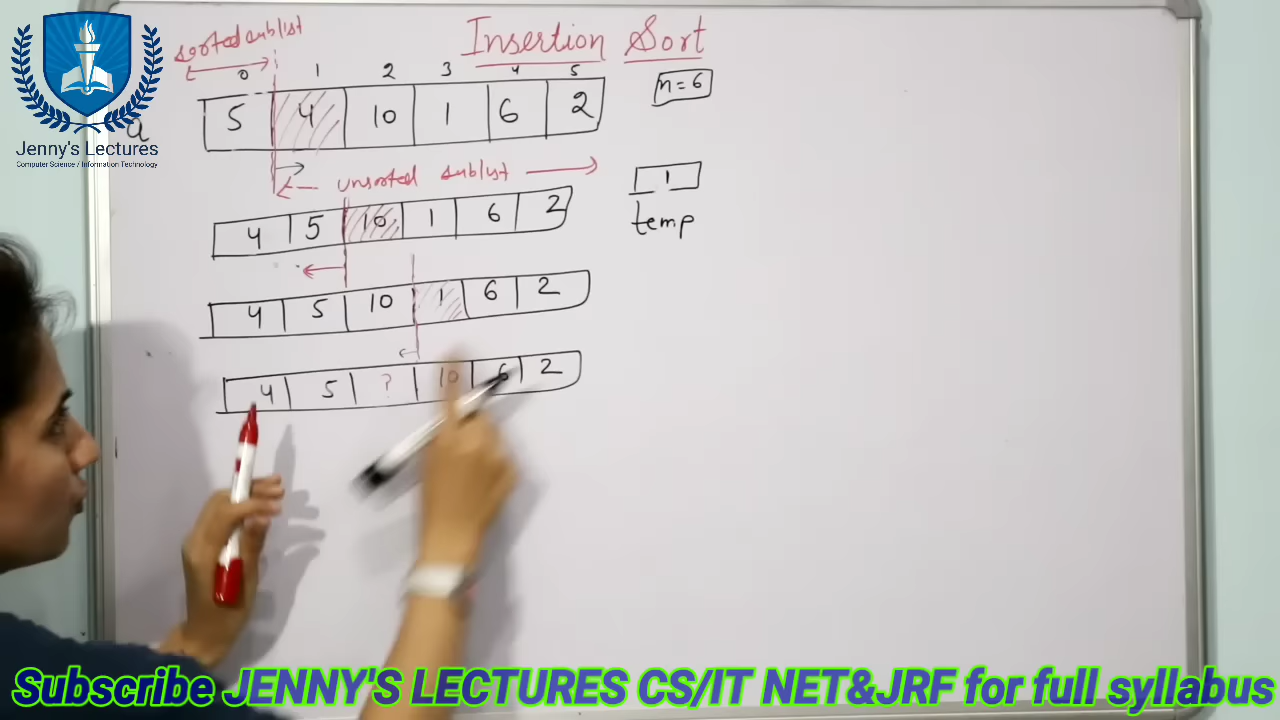 Insertion Sort
sorted sublist
0 1 2 3 4 5
n = 6
a 5 4 10 1 6 2
← unsorted sublist →
1
temp
4 5 10 1 6 2
4 5 10 1 6 2
4 5 ? 10 6 2
Jenny's Lectures
Computer Science / Information Technology
Subscribe JENNY'S LECTURES CS/IT NET&JRF for full syllabus